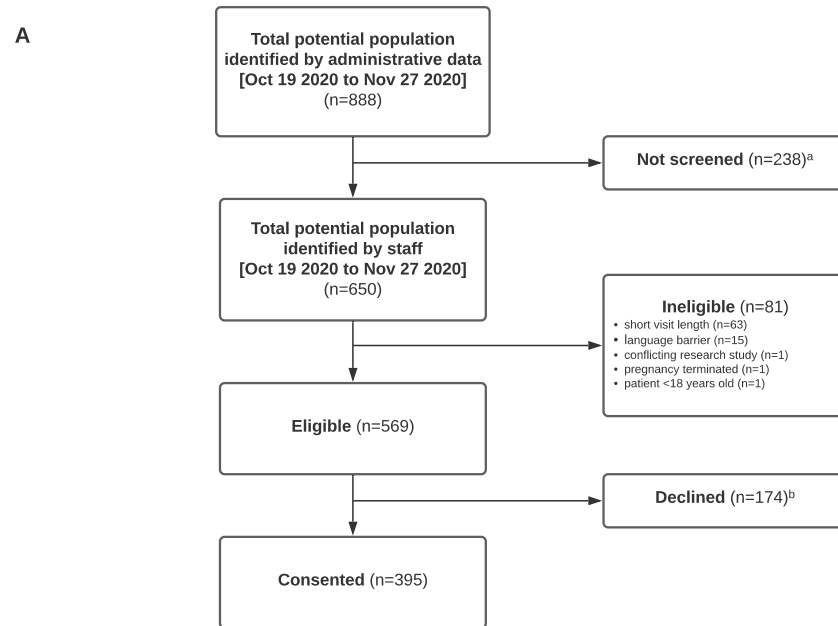 A
Total potential population
identified by administrative data
[Oct 19 2020 to Nov 27 2020]
(n=888)
Not screened (n=238)ᵃ
Total potential population
identified by staff
[Oct 19 2020 to Nov 27 2020]
(n=650)
Ineligible (n=81)
• short visit length (n=63)
• language barrier (n=15)
• conflicting research study (n=1)
• pregnancy terminated (n=1)
• patient <18 years old (n=1)
Eligible (n=569)
Declined (n=174)ᵇ
Consented (n=395)